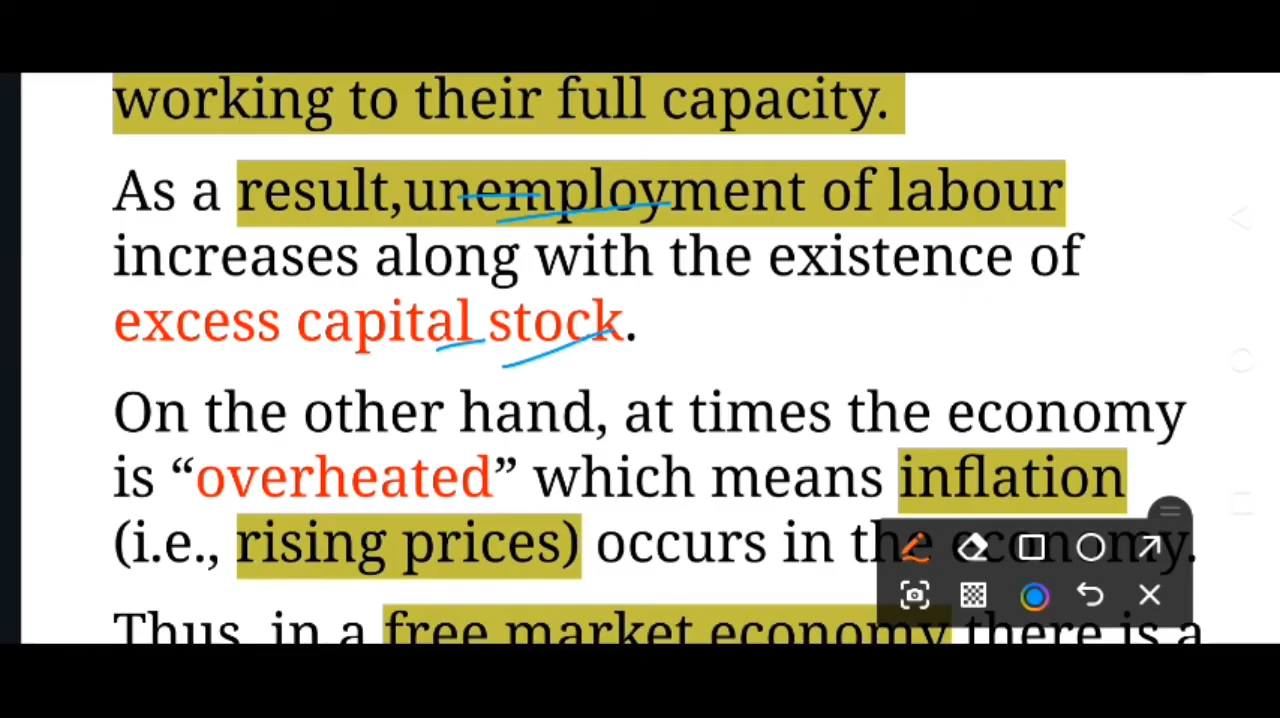 working to their full capacity.
As a result,unemployment of labour
increases along with the existence of
excess capital stock.
On the other hand, at times the economy
is “overheated” which means inflation
(i.e., rising prices) occurs in the economy.
Thus, in a free market economy there is a